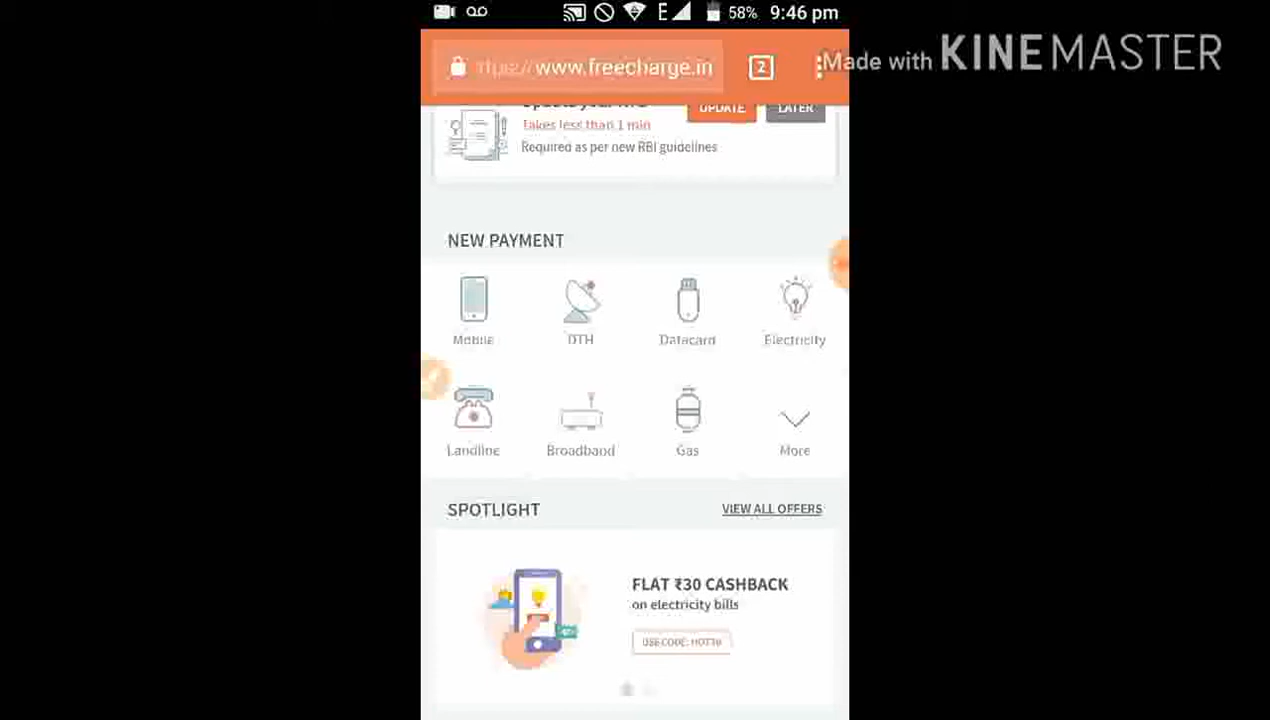 58% 9:46 pm
https://www.freecharge.in
2
Made with KINEMASTER
UPDATE LATER
Takes less than 1 min
Required as per new RBI guidelines
NEW PAYMENT
Mobile DTH Datacard Electricity
Landline Broadband Gas More
SPOTLIGHT VIEW ALL OFFERS
FLAT ₹30 CASHBACK
on electricity bills
USE CODE: